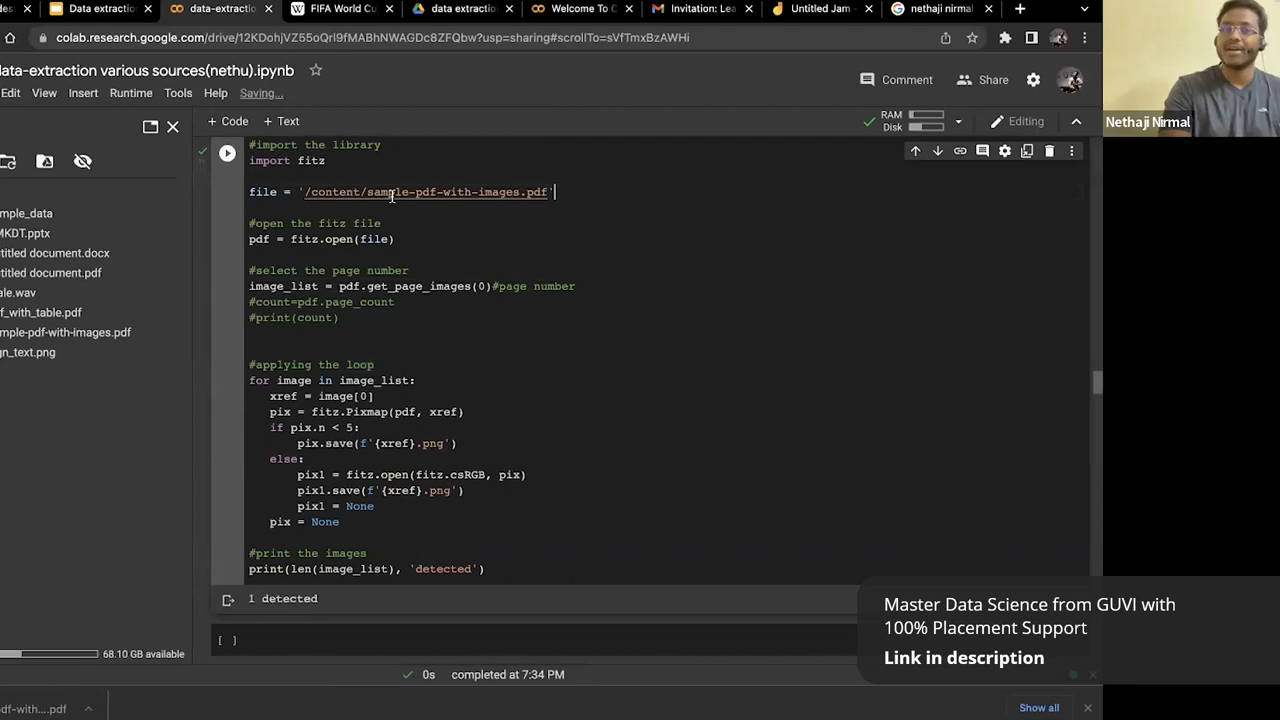 Data extraction
data-extraction
FIFA World Cu
data extractio
Welcome To C
Invitation: Lea
Untitled Jam
nethaji nirmal
colab.research.google.com/drive/12KDohjVZ55oQrl9fMABhNWAGDc8ZFQbw?usp=sharing#scrollTo=sVfTmxBzAWHi
data-extraction various sources(nethu).ipynb
Edit View Insert Runtime Tools Help Saving...
Comment Share
Nethaji Nirmal
+ Code + Text
RAM
Disk
Editing
mple_data
MKDT.pptx
titled document.docx
titled document.pdf
ale.wav
f_with_table.pdf
mple-pdf-with-images.pdf
gn_text.png
#import the library
import fitz
file = '/content/sample-pdf-with-images.pdf'
#open the fitz file
pdf = fitz.open(file)
#select the page number
image_list = pdf.get_page_images(0)#page number
#count=pdf.page_count
#print(count)
#applying the loop
for image in image_list:
xref = image[0]
pix = fitz.Pixmap(pdf, xref)
if pix.n < 5:
pix.save(f'{xref}.png')
else:
pix1 = fitz.open(fitz.csRGB, pix)
pix1.save(f'{xref}.png')
pix1 = None
pix = None
#print the images
print(len(image_list), 'detected')
1 detected
[ ]
68.10 GB available
0s completed at 7:34 PM
Master Data Science from GUVI with
100% Placement Support
Link in description
df-with....pdf
Show all